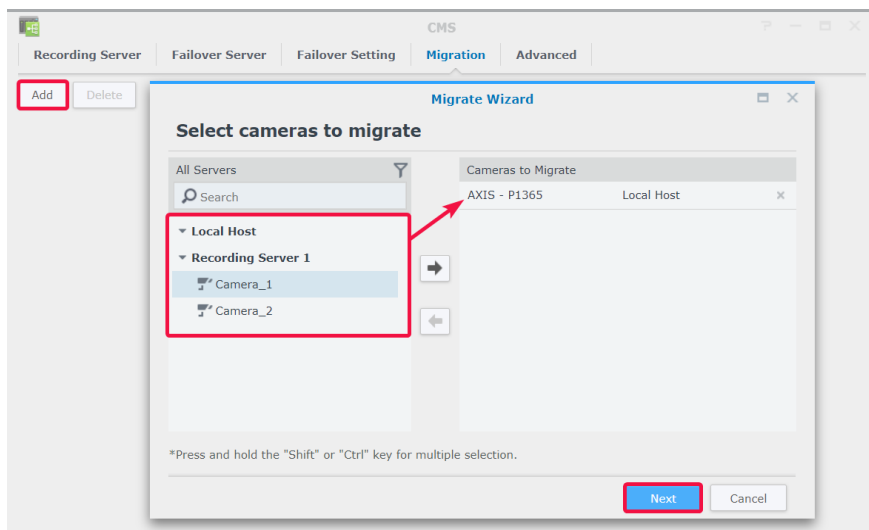 CMS
Recording Server Failover Server Failover Setting Migration Advanced
Add Delete
Migrate Wizard
Select cameras to migrate
All Servers
Search
Local Host
Recording Server 1
Camera_1
Camera_2
Cameras to Migrate
AXIS - P1365 Local Host
*Press and hold the "Shift" or "Ctrl" key for multiple selection.
Next Cancel